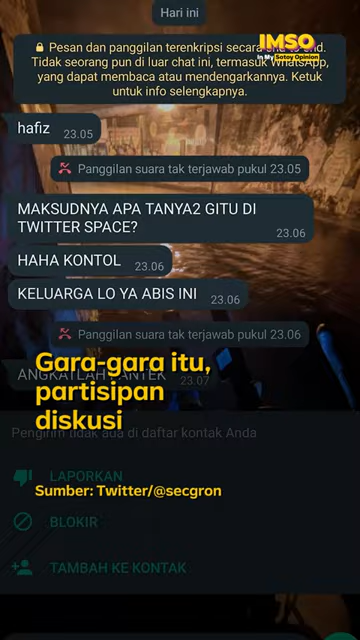 Hari ini
IMSO
In My Satay Opinion
Pesan dan panggilan terenkripsi secara end-to-end.
Tidak seorang pun di luar chat ini, termasuk WhatsApp,
yang dapat membaca atau mendengarkannya. Ketuk
untuk info selengkapnya.
hafiz 23.05
Panggilan suara tak terjawab pukul 23.05
MAKSUDNYA APA TANYA2 GITU DI
TWITTER SPACE? 23.06
HAHA KONTOL 23.06
KELUARGA LO YA ABIS INI 23.06
Panggilan suara tak terjawab pukul 23.06
ANGKATLAH 23.07
Gara-gara itu,
partisipan
diskusi
Pengirim tidak ada di daftar kontak Anda
LAPORKAN
Sumber: Twitter/@secgron
BLOKIR
TAMBAH KE KONTAK